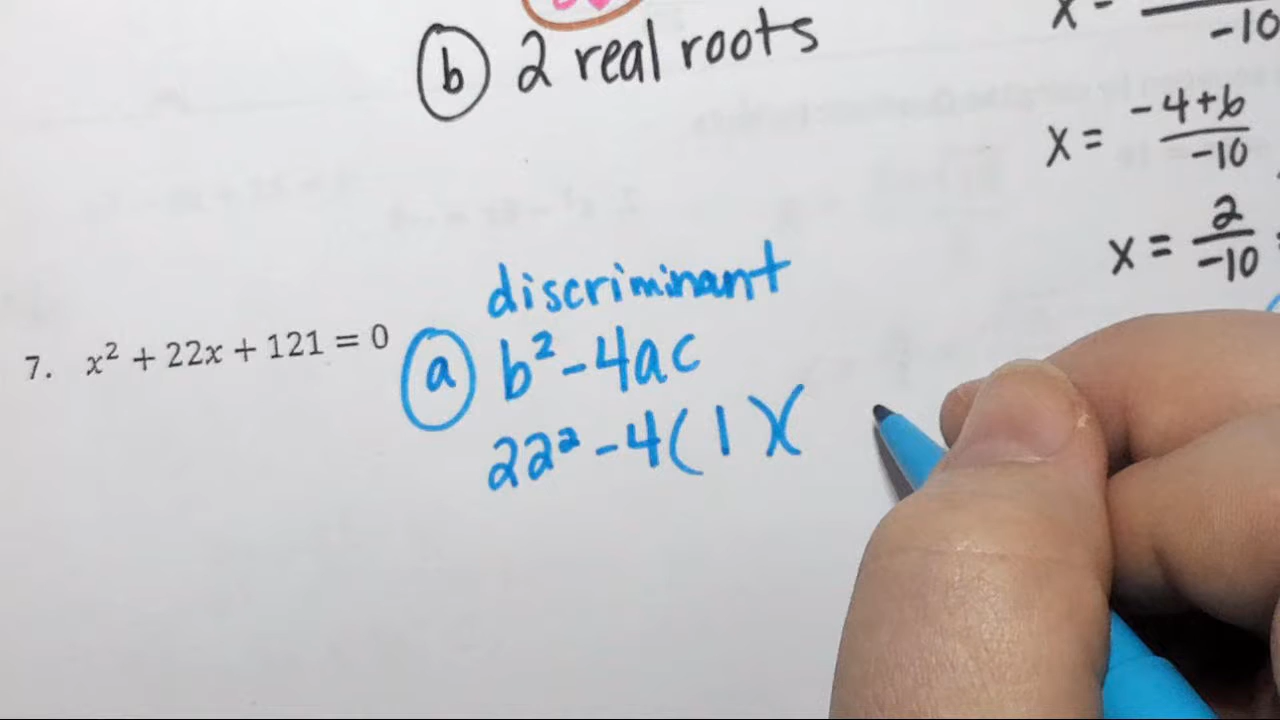 ⓑ 2 real roots
x = ‾‾ -10
x = -4+6 / -10
x = 2 / -10
discriminant
7. x² + 22x + 121 = 0
ⓐ b² - 4ac
22² - 4(1)(